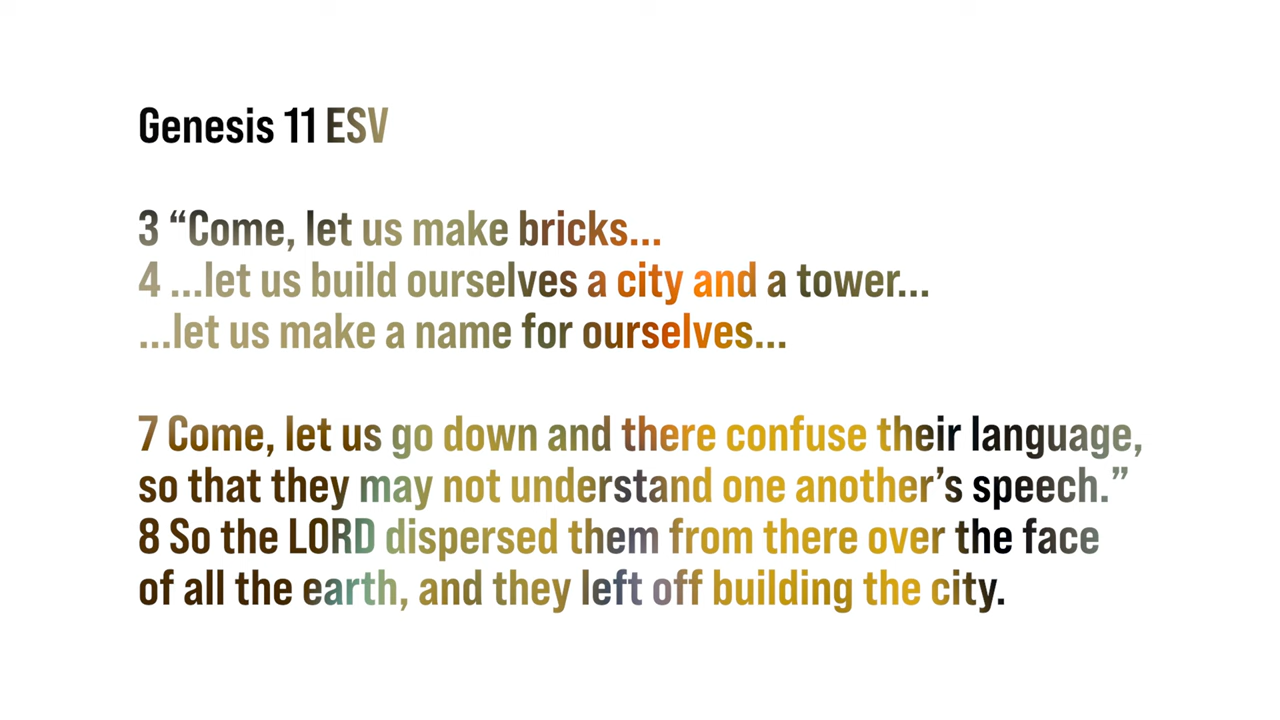 Genesis 11 ESV
3 “Come, let us make bricks...
4 ...let us build ourselves a city and a tower...
...let us make a name for ourselves...
7 Come, let us go down and there confuse their language,
so that they may not understand one another’s speech.”
8 So the LORD dispersed them from there over the face
of all the earth, and they left off building the city.